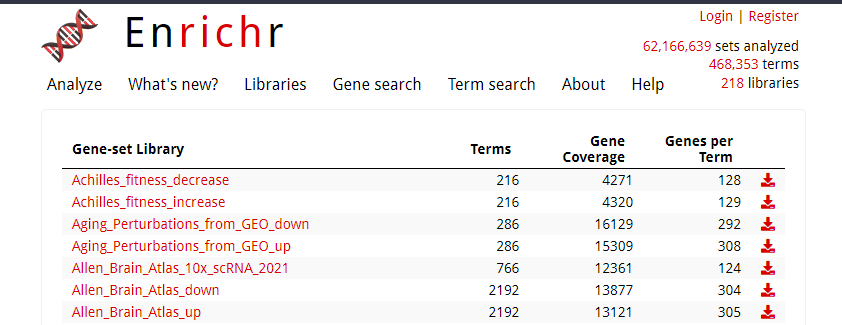 Login | Register
Enrichr
62,166,639 sets analyzed
468,353 terms
218 libraries
Analyze What's new? Libraries Gene search Term search About Help
Gene-set Library Terms Gene Coverage Genes per Term
Achilles_fitness_decrease 216 4271 128
Achilles_fitness_increase 216 4320 129
Aging_Perturbations_from_GEO_down 286 16129 292
Aging_Perturbations_from_GEO_up 286 15309 308
Allen_Brain_Atlas_10x_scRNA_2021 766 12361 124
Allen_Brain_Atlas_down 2192 13877 304
Allen_Brain_Atlas_up 2192 13121 305